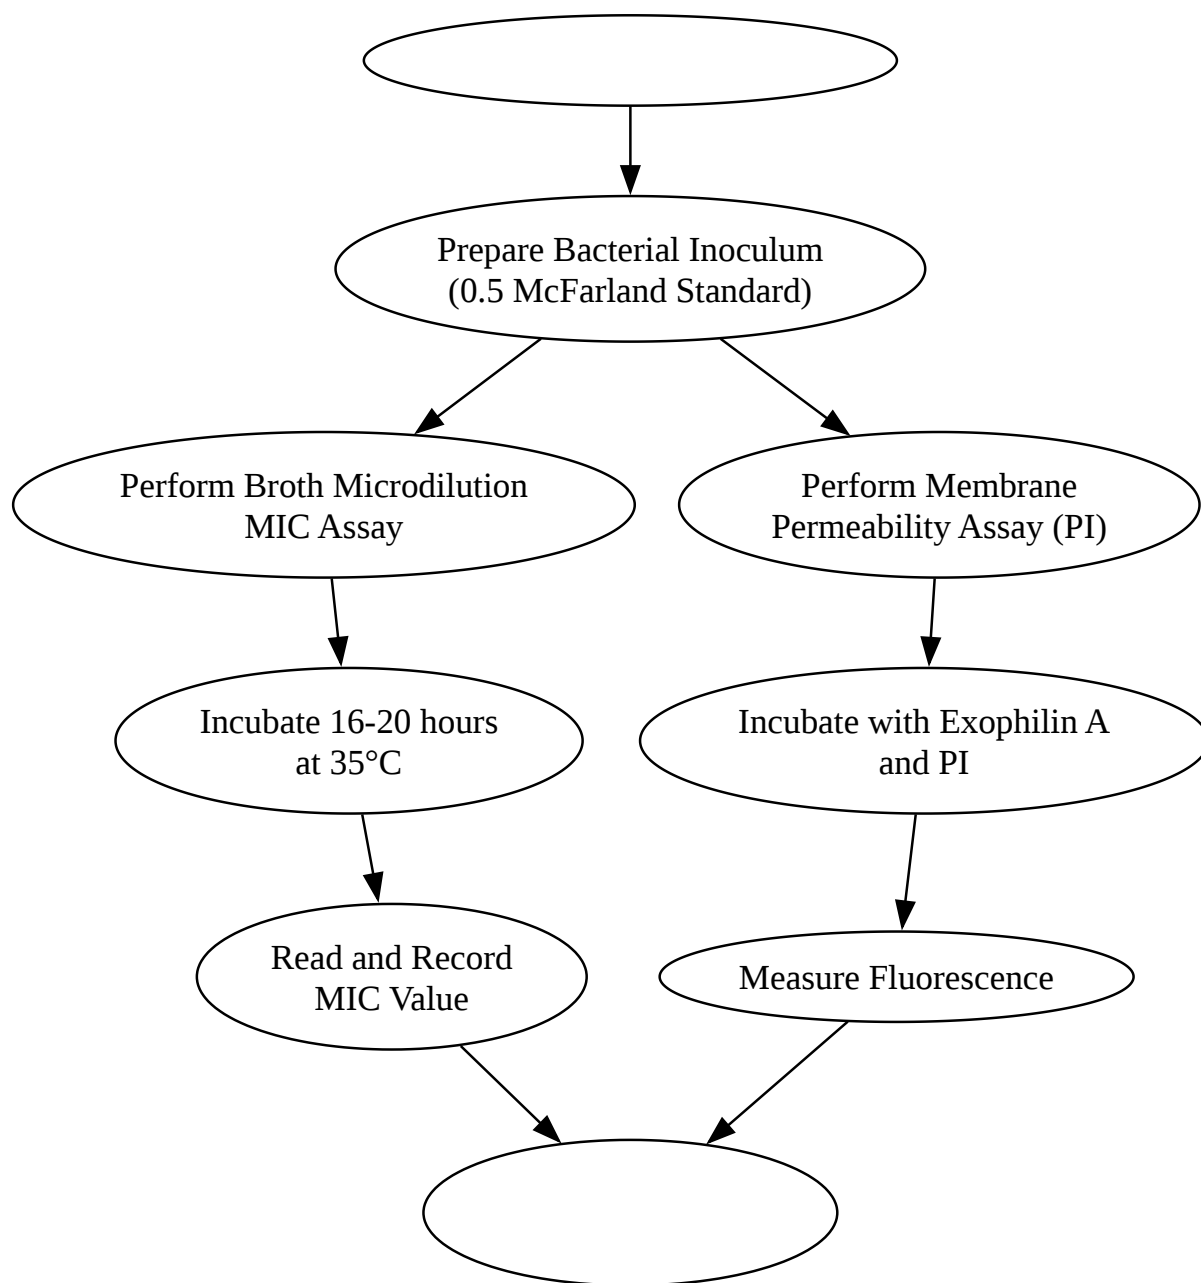 Prepare Bacterial Inoculum
(0.5 McFarland Standard)
Perform Broth Microdilution
MIC Assay
Perform Membrane
Permeability Assay (PI)
Incubate 16-20 hours
at 35°C
Incubate with Exophilin A
and PI
Read and Record
MIC Value
Measure Fluorescence